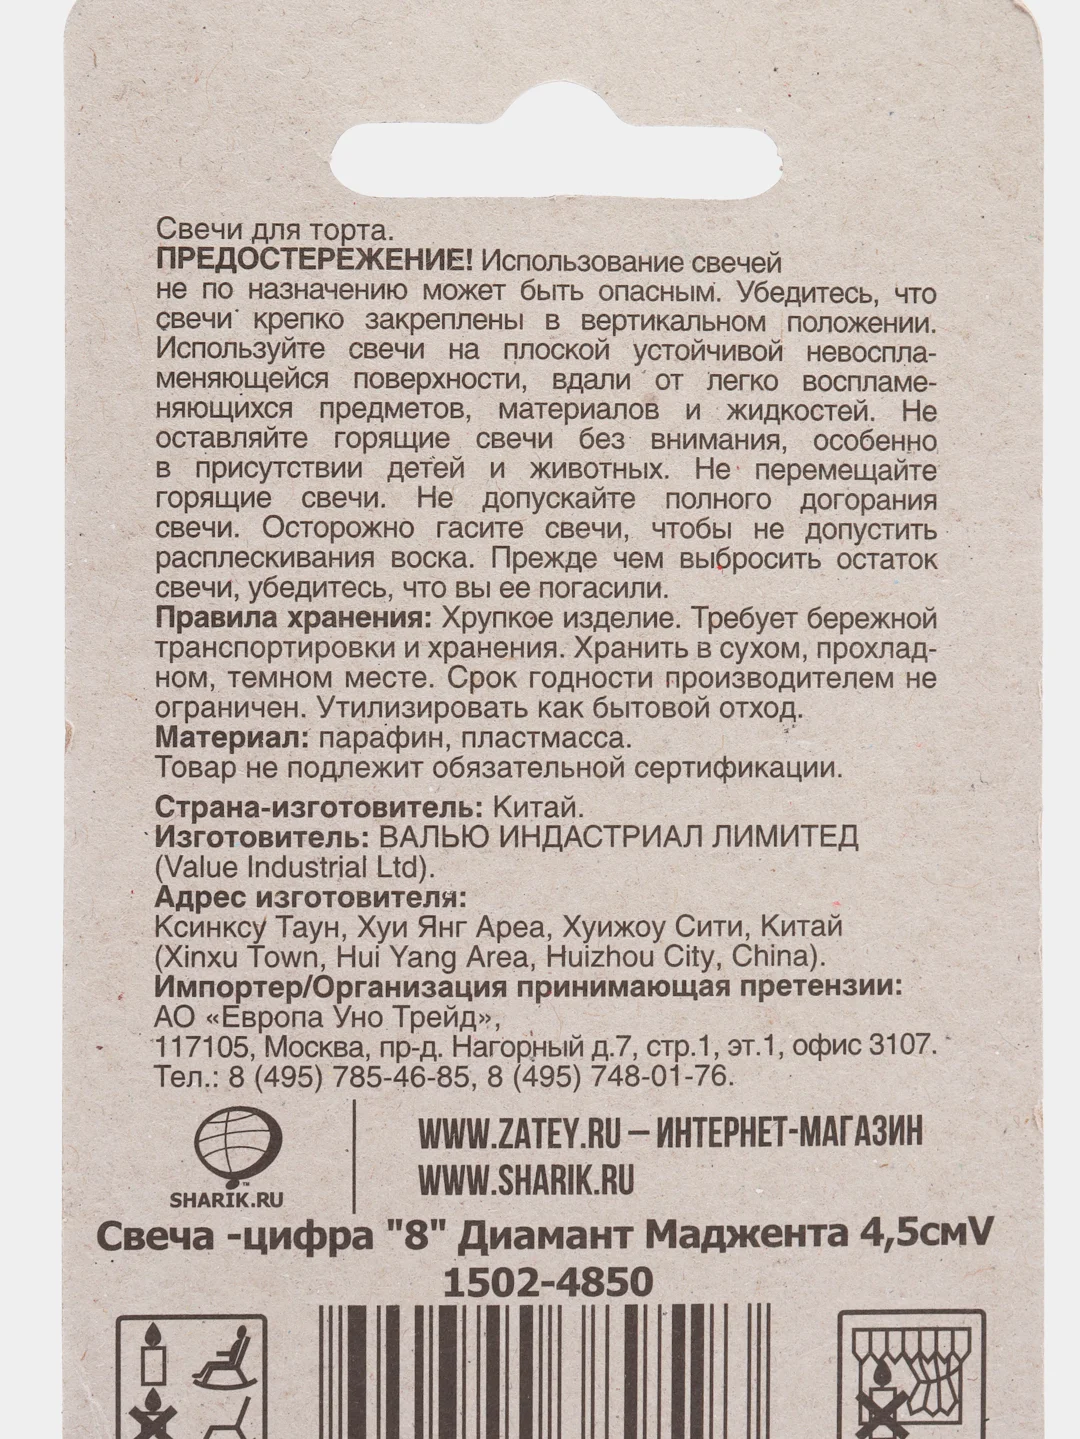 Свечи для торта.
ПРЕДОСТЕРЕЖЕНИЕ! Использование свечей
не по назначению может быть опасным. Убедитесь, что
свечи крепко закреплены в вертикальном положении.
Используйте свечи на плоской устойчивой невоспла-
меняющейся поверхности, вдали от легко воспламе-
няющихся предметов, материалов и жидкостей. Не
оставляйте горящие свечи без внимания, особенно
в присутствии детей и животных. Не перемещайте
горящие свечи. Не допускайте полного догорания
свечи. Осторожно гасите свечи, чтобы не допустить
расплескивания воска. Прежде чем выбросить остаток
свечи, убедитесь, что вы ее погасили.
Правила хранения: Хрупкое изделие. Требует бережной
транспортировки и хранения. Хранить в сухом, прохлад-
ном, темном месте. Срок годности производителем не
ограничен. Утилизировать как бытовой отход.
Материал: парафин, пластмасса.
Товар не подлежит обязательной сертификации.
Страна-изготовитель: Китай.
Изготовитель: ВАЛЬЮ ИНДАСТРИАЛ ЛИМИТЕД
(Value Industrial Ltd).
Адрес изготовителя:
Ксинксу Таун, Хуи Янг Ареа, Хуижоу Сити, Китай
(Xinxu Town, Hui Yang Area, Huizhou City, China).
Импортер/Организация принимающая претензии:
АО «Европа Уно Трейд»,
117105, Москва, пр-д. Нагорный д.7, стр.1, эт.1, офис 3107.
Тел.: 8 (495) 785-46-85, 8 (495) 748-01-76.
WWW.ZATEY.RU – ИНТЕРНЕТ-МАГАЗИН
WWW.SHARIK.RU
SHARIK.RU
Свеча -цифра "8" Диамант Маджента 4,5смV
1502-4850